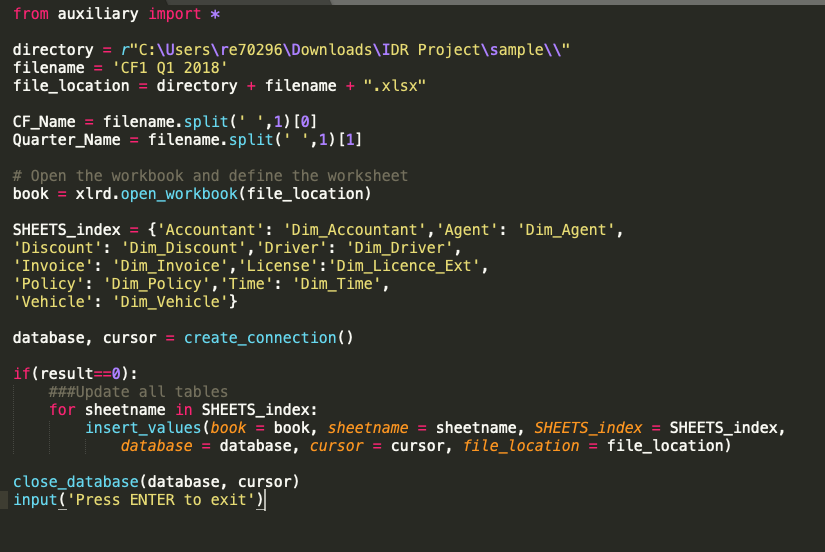 from auxiliary import *
directory = r"C:\Users\re70296\Downloads\IDR Project\sample\\"
filename = 'CF1 Q1 2018'
file_location = directory + filename + ".xlsx"
CF_Name = filename.split(' ',1)[0]
Quarter_Name = filename.split(' ',1)[1]
# Open the workbook and define the worksheet
book = xlrd.open_workbook(file_location)
SHEETS_index = {'Accountant': 'Dim_Accountant','Agent': 'Dim_Agent',
'Discount': 'Dim_Discount','Driver': 'Dim_Driver',
'Invoice': 'Dim_Invoice','License':'Dim_Licence_Ext',
'Policy': 'Dim_Policy','Time': 'Dim_Time',
'Vehicle': 'Dim_Vehicle'}
database, cursor = create_connection()
if(result==0):
###Update all tables
for sheetname in SHEETS_index:
insert_values(book = book, sheetname = sheetname, SHEETS_index = SHEETS_index,
database = database, cursor = cursor, file_location = file_location)
close_database(database, cursor)
input('Press ENTER to exit')